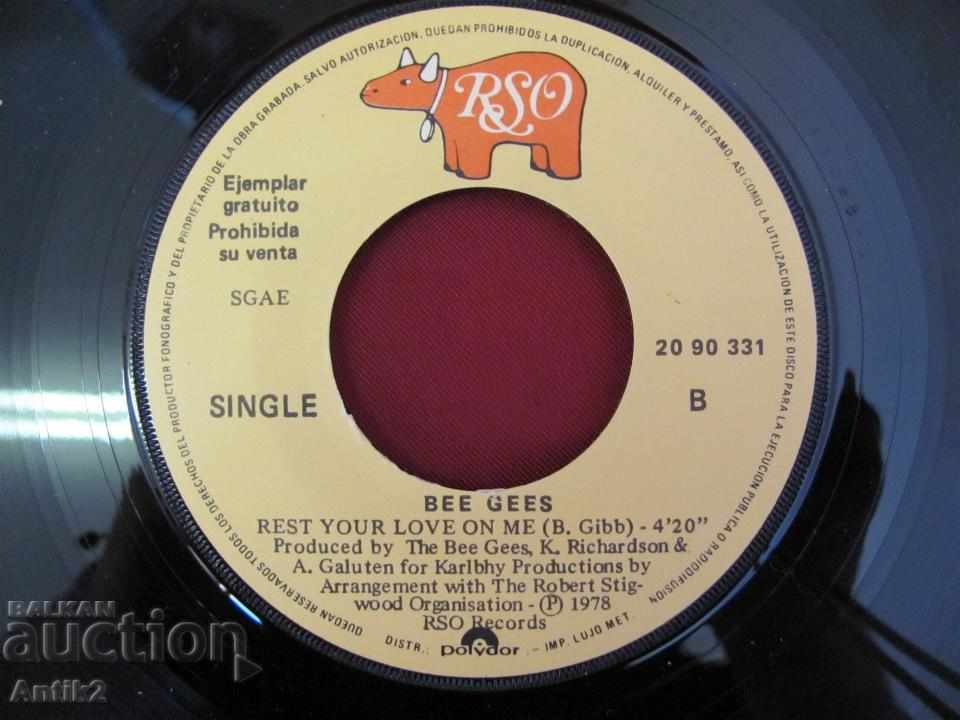 QUEDAN RESERVADOS TODOS LOS DERECHOS DEL PRODUCTOR FONOGRAFICO Y DEL PROPIETARIO DE LA OBRA GRABADA. SALVO AUTORIZACION, QUEDAN PROHIBIDOS LA DUPLICACION, ALQUILER Y PRESTAMO, ASI COMO LA UTILIZACION DE ESTE DISCO PARA LA EJECUCION PUBLICA O RADIODIFUSION
RSO
Ejemplar
gratuito
Prohibida
su venta
SGAE
20 90 331
SINGLE
B
BEE GEES
REST YOUR LOVE ON ME (B. Gibb) - 4'20"
Produced by The Bee Gees, K. Richardson &
A. Galuten for Karlbhy Productions by
Arrangement with The Robert Stig-
wood Organisation - Ⓟ 1978
RSO Records
DISTR.: polydor.- IMP. LUJO MET.
BALKAN
auction
Antik2